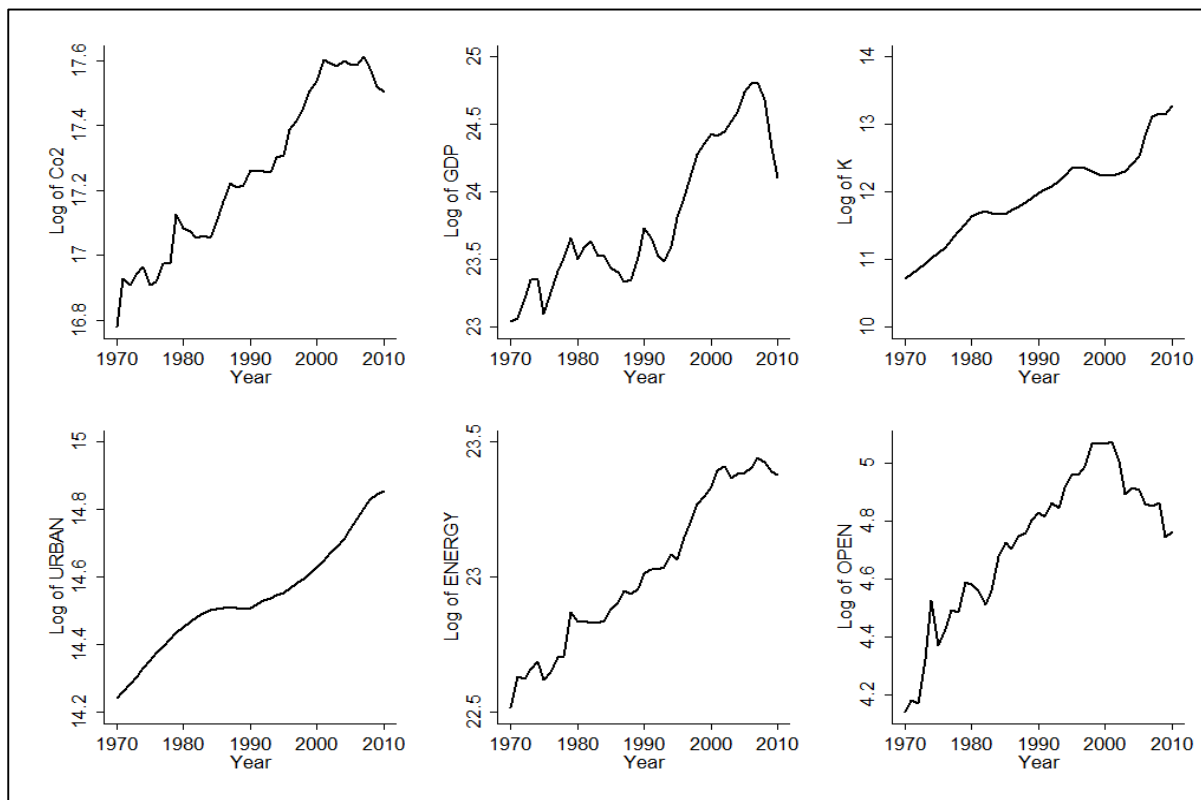 Log of Co2
16.8 17 17.2 17.4 17.6
1970 1980 1990 2000 2010
Year
Log of GDP
23 23.5 24 24.5 25
1970 1980 1990 2000 2010
Year
Log of K
10 11 12 13 14
1970 1980 1990 2000 2010
Year
Log of URBAN
14.2 14.4 14.6 14.8 15
1970 1980 1990 2000 2010
Year
Log of ENERGY
22.5 23 23.5
1970 1980 1990 2000 2010
Year
Log of OPEN
4.2 4.4 4.6 4.8 5
1970 1980 1990 2000 2010
Year